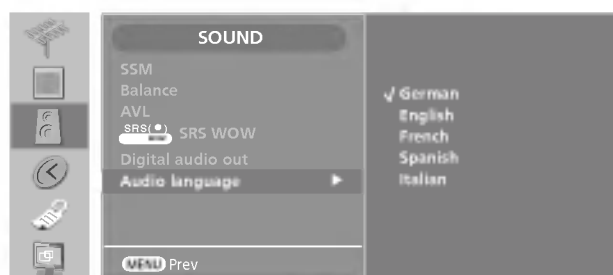 SOUND
SSM
Balance
AVL
SRS(●) SRS WOW
Digital audio out
Audio language
MENU Prev
German
English
French
Spanish
Italian